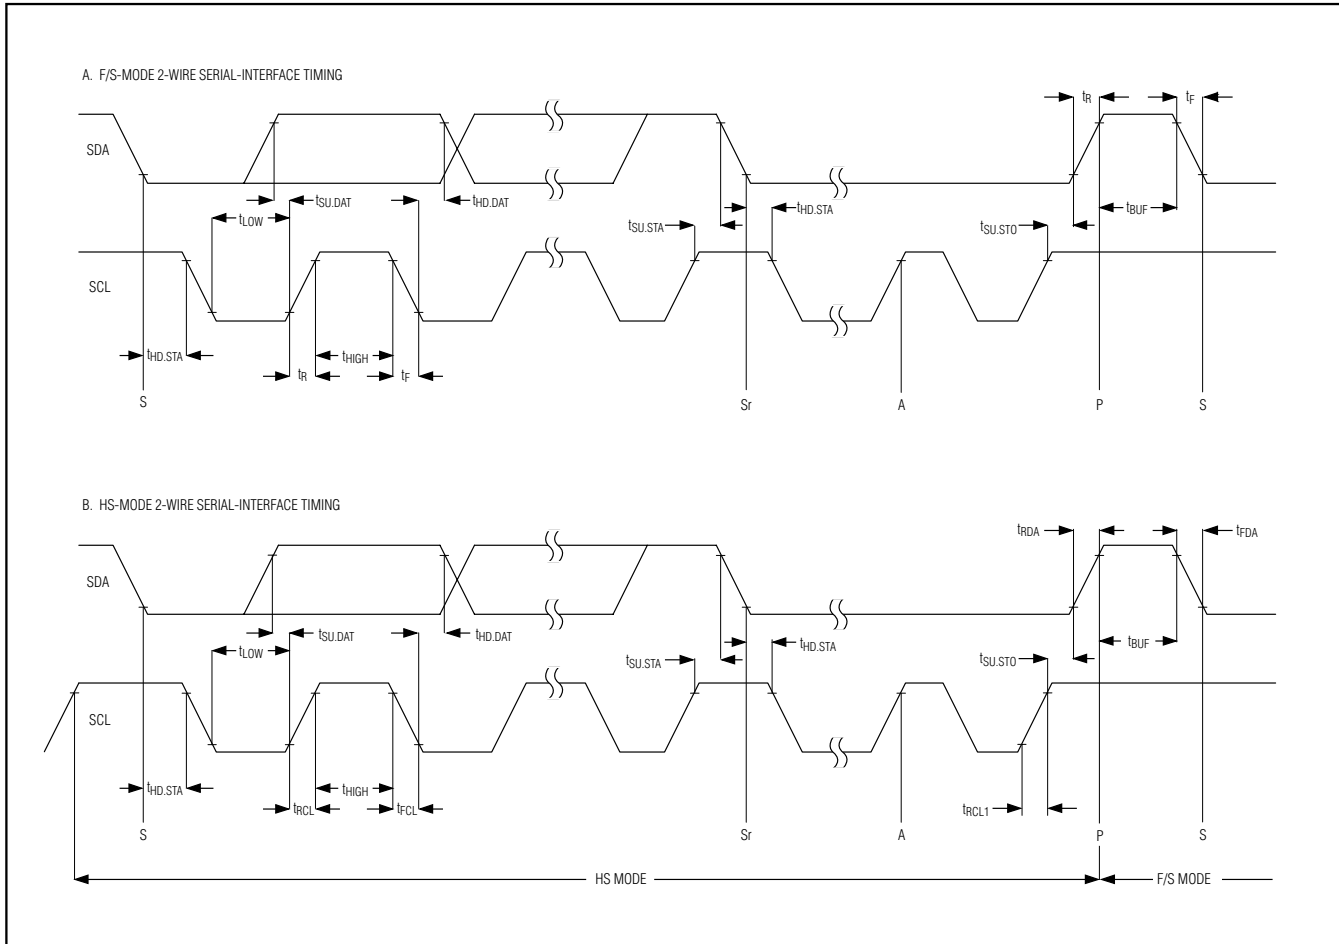 A. F/S-MODE 2-WIRE SERIAL-INTERFACE TIMING
tR
tF
SDA
tSU.DAT
tHD.DAT
tHD.STA
tLOW
tBUF
tSU.STA
tSU.STO
SCL
tHD.STA
tHIGH
tR
tF
S
Sr
A
P
S
B. HS-MODE 2-WIRE SERIAL-INTERFACE TIMING
tRDA
tFDA
SDA
tSU.DAT
tHD.DAT
tHD.STA
tBUF
tLOW
tSU.STA
tSU.STO
SCL
tHD.STA
tHIGH
tRCL
tFCL
tRCL1
S
Sr
A
P
S
HS MODE
F/S MODE